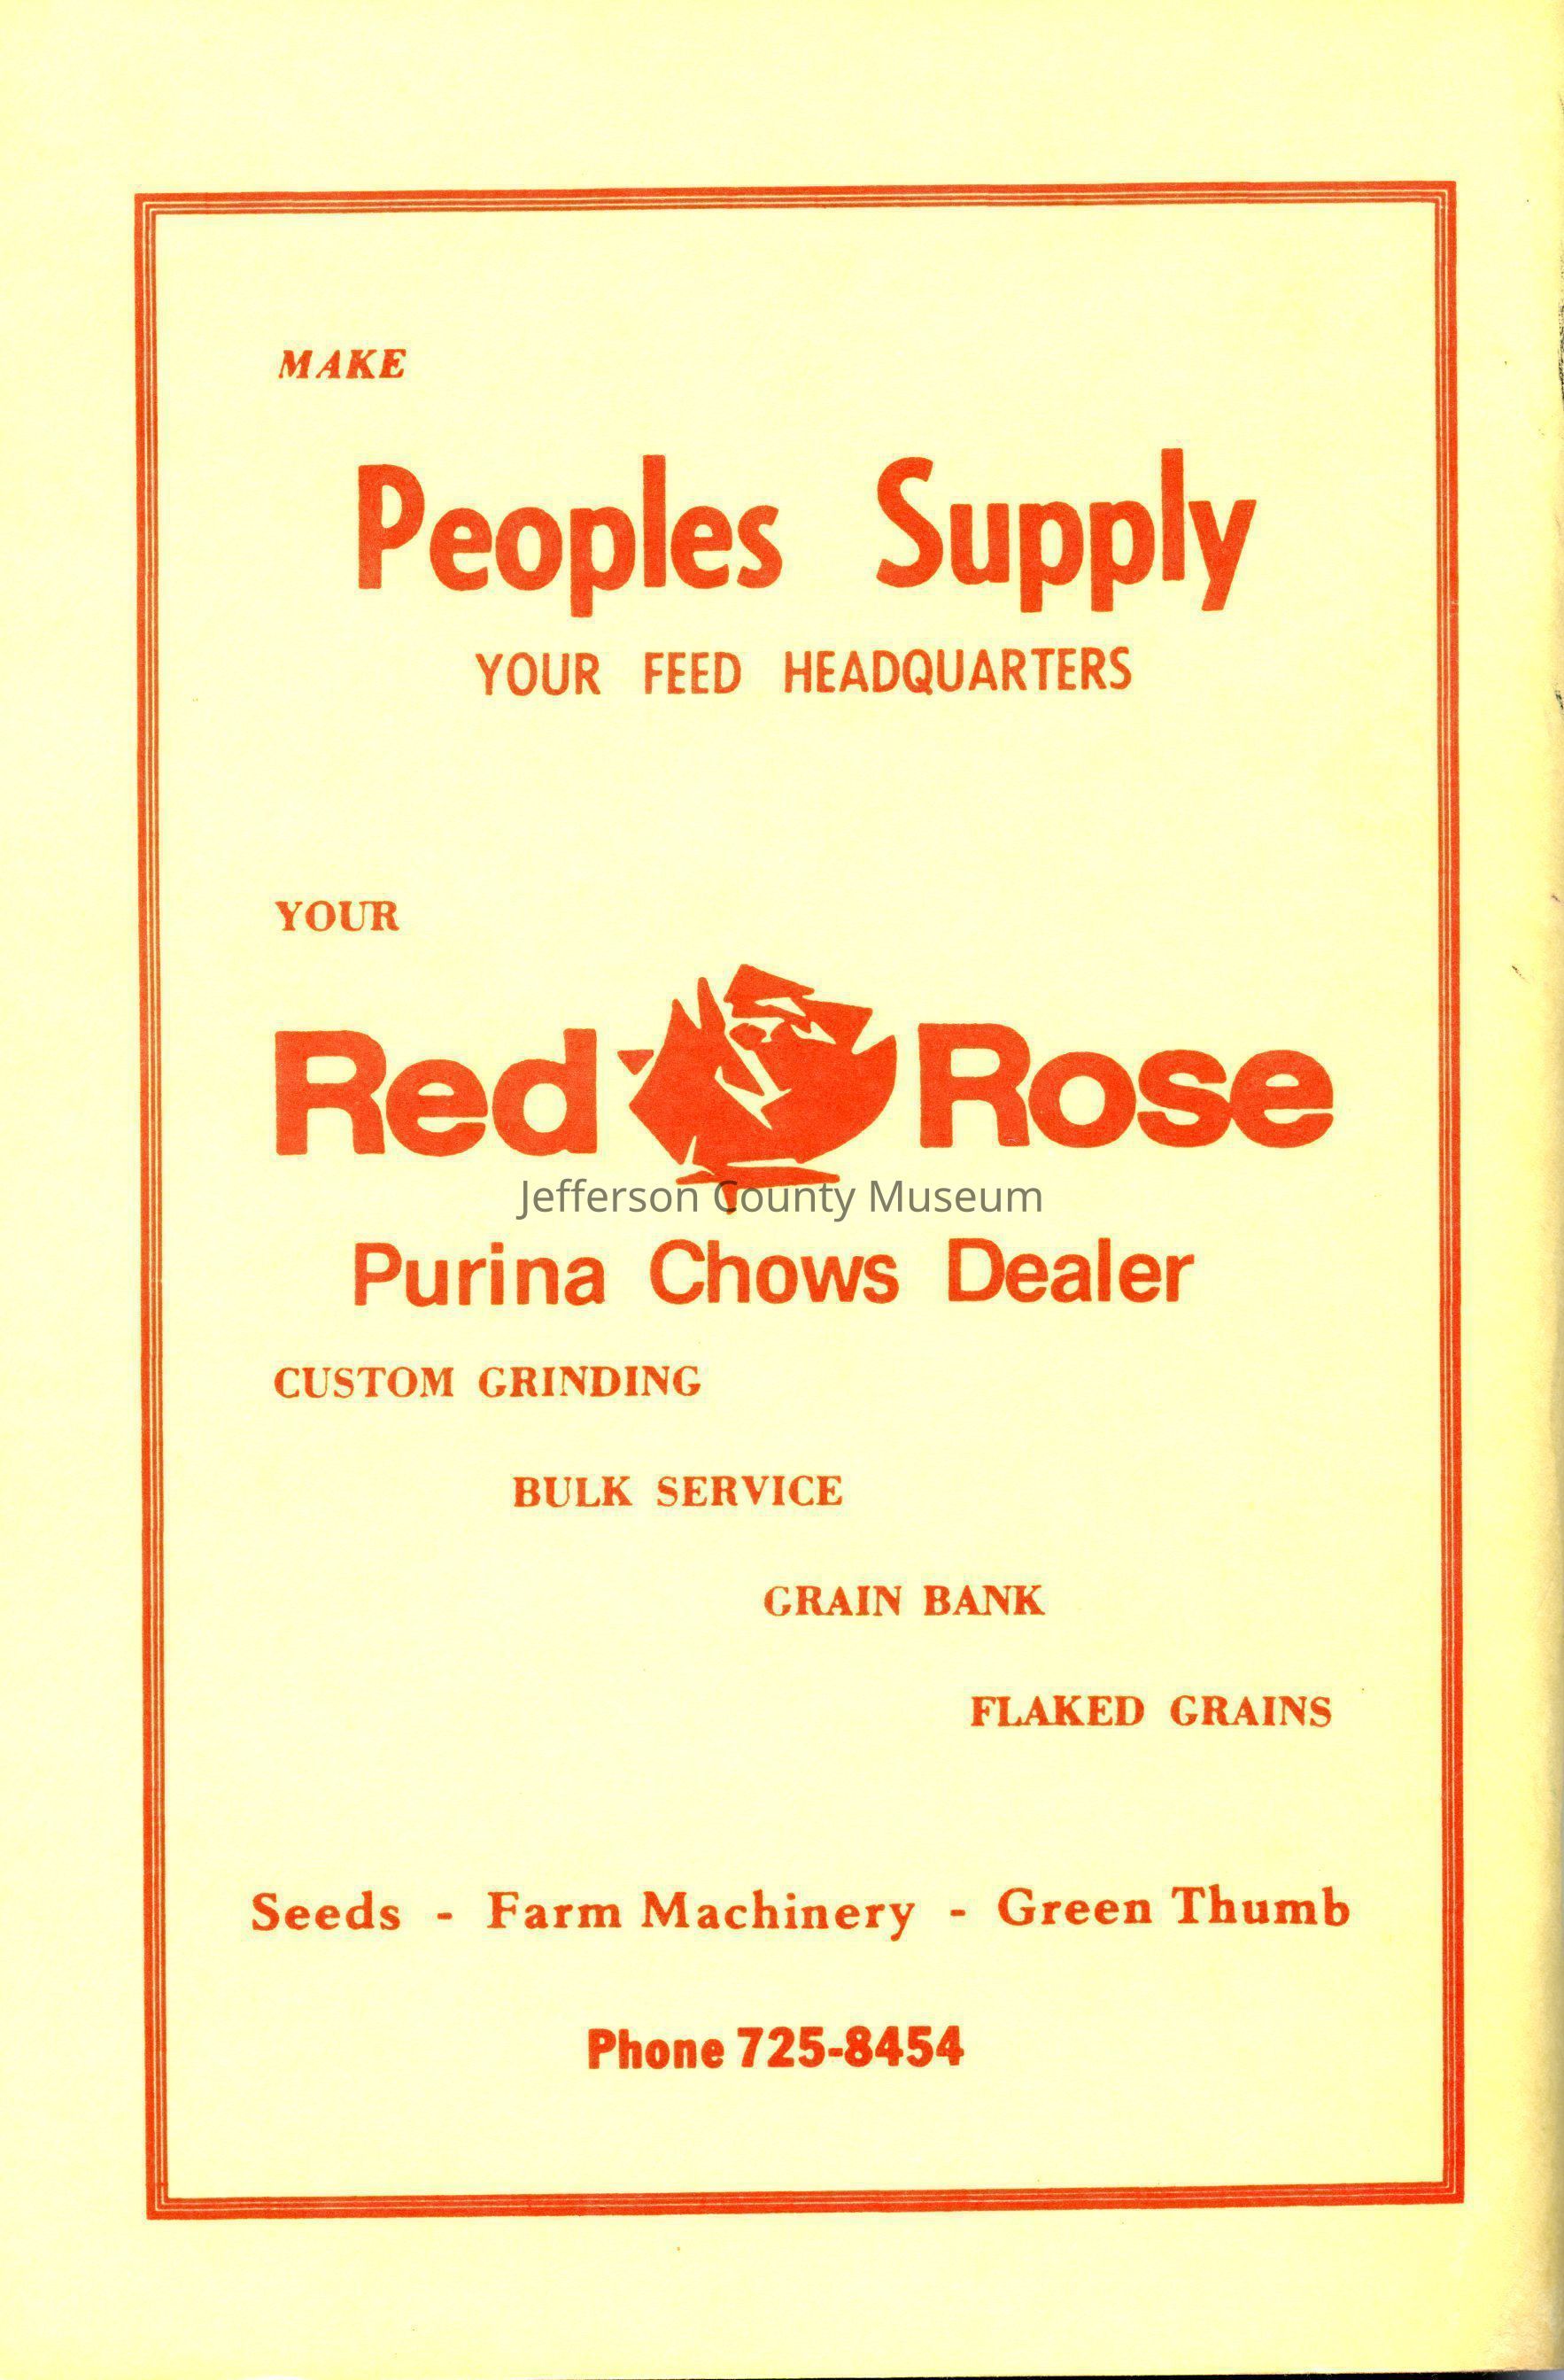 MAKE
Peoples Supply
YOUR FEED HEADQUARTERS
YOUR
Red Rose
Jefferson County Museum
Purina Chows Dealer
CUSTOM GRINDING
BULK SERVICE
GRAIN BANK
FLAKED GRAINS
Seeds - Farm Machinery - Green Thumb
Phone 725-8454